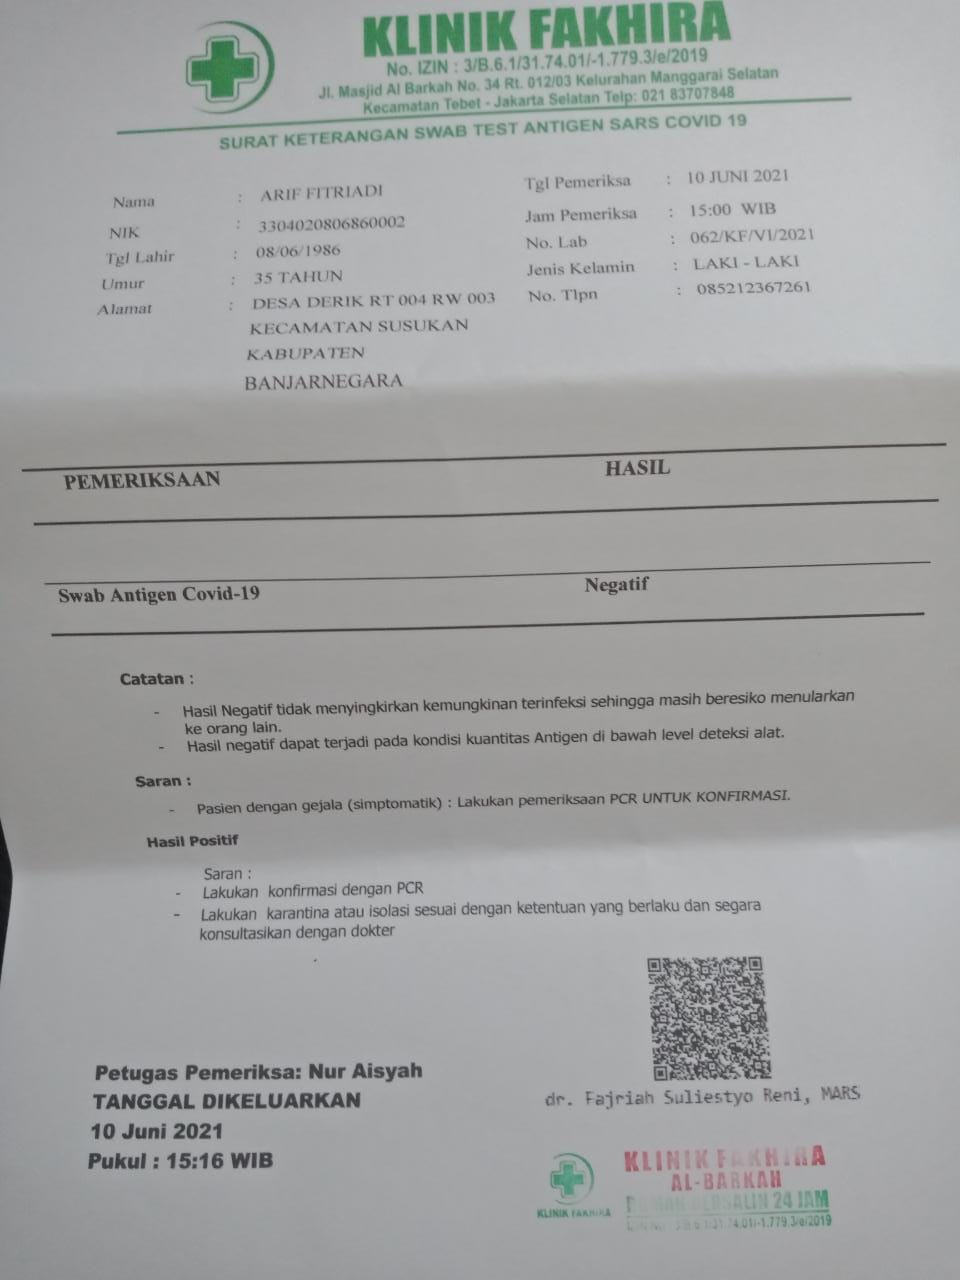 KLINIK FAKHIRA
No. IZIN : 3/B.6.1/31.74.01/-1.779.3/e/2019
Jl. Masjid Al Barkah No. 34 Rt. 012/03 Kelurahan Manggarai Selatan
Kecamatan Tebet - Jakarta Selatan Telp: 021 83707848
SURAT KETERANGAN SWAB TEST ANTIGEN SARS COVID 19
Nama : ARIF FITRIADI
NIK : 3304020806860002
Tgl Lahir : 08/06/1986
Umur : 35 TAHUN
Alamat : DESA DERIK RT 004 RW 003
KECAMATAN SUSUKAN
KABUPATEN
BANJARNEGARA
Tgl Pemeriksa : 10 JUNI 2021
Jam Pemeriksa : 15:00 WIB
No. Lab : 062/KF/VI/2021
Jenis Kelamin : LAKI - LAKI
No. Tlpn : 085212367261
PEMERIKSAAN HASIL
Swab Antigen Covid-19 Negatif
Catatan :
- Hasil Negatif tidak menyingkirkan kemungkinan terinfeksi sehingga masih beresiko menularkan
ke orang lain.
- Hasil negatif dapat terjadi pada kondisi kuantitas Antigen di bawah level deteksi alat.
Saran :
- Pasien dengan gejala (simptomatik) : Lakukan pemeriksaan PCR UNTUK KONFIRMASI.
Hasil Positif
Saran :
- Lakukan konfirmasi dengan PCR
- Lakukan karantina atau isolasi sesuai dengan ketentuan yang berlaku dan segara
konsultasikan dengan dokter
Petugas Pemeriksa: Nur Aisyah
TANGGAL DIKELUARKAN
10 Juni 2021
Pukul : 15:16 WIB
dr. Fajriah Suliestyo Reni, MARS
KLINIK FAKHIRA
KLINIK FAKHIRA
AL-BARKAH
BERSALIN 24 JAM
31.74.01/-1.779.3/e/2019